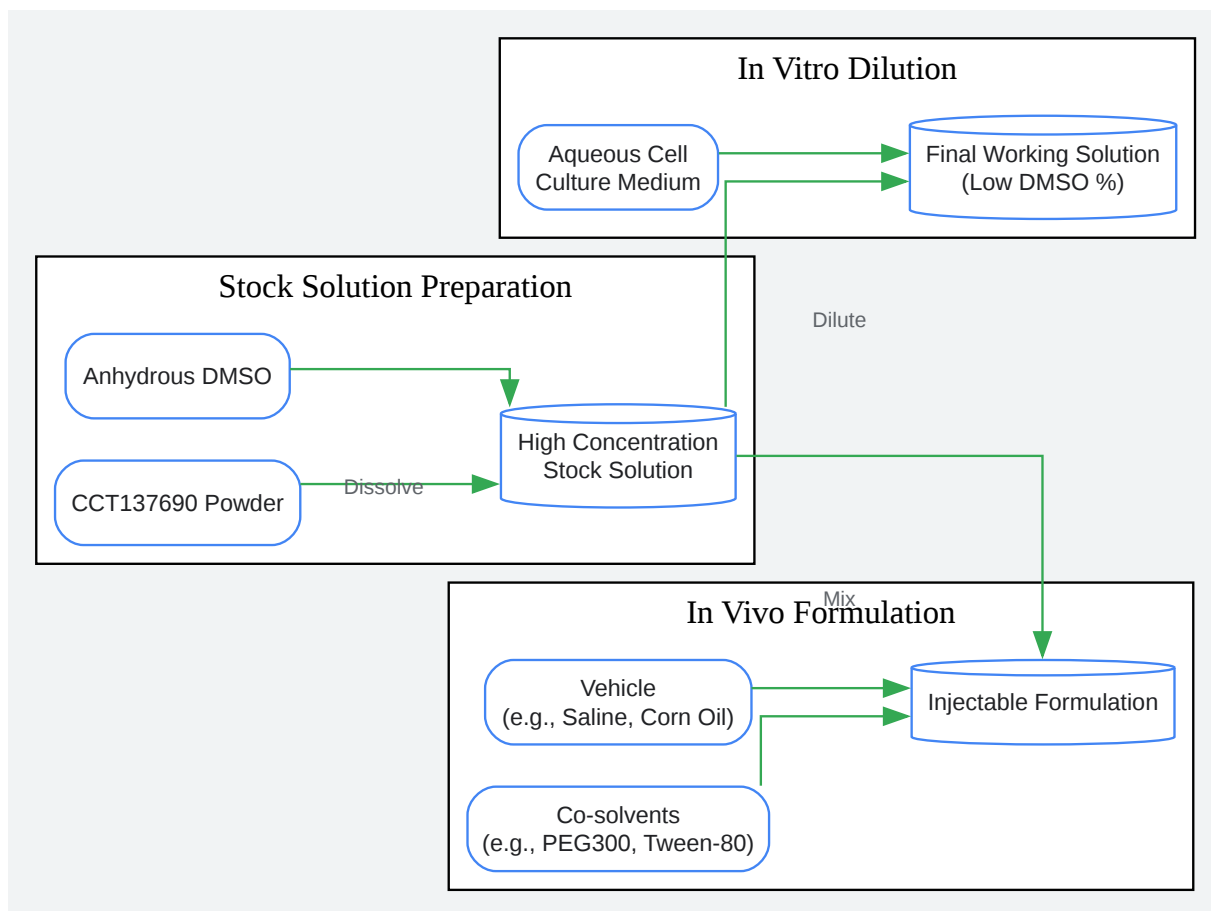 In Vitro Dilution
Aqueous Cell
Culture Medium
Final Working Solution
(Low DMSO %)
Stock Solution Preparation
Dilute
Anhydrous DMSO
High Concentration
Stock Solution
CCT137690 Powder
Dissolve
Mix
In Vivo Formulation
Vehicle
(e.g., Saline, Corn Oil)
Injectable Formulation
Co-solvents
(e.g., PEG300, Tween-80)